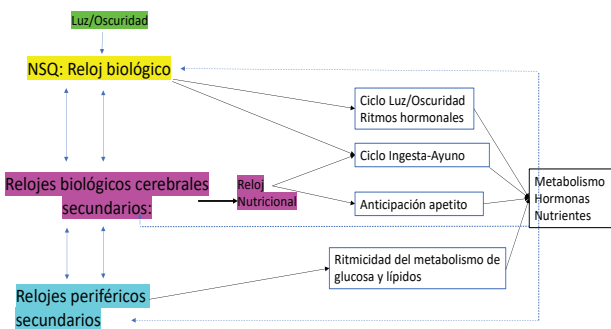 Luz/Oscuridad
NSQ: Reloj biológico
Ciclo Luz/Oscuridad
Ritmos hormonales
Ciclo Ingesta-Ayuno
Relojes biológicos cerebrales
secundarios:
Reloj
Nutricional
Anticipación apetito
Metabolismo
Hormonas
Nutrientes
Ritmicidad del metabolismo de
glucosa y lípidos
Relojes periféricos
secundarios